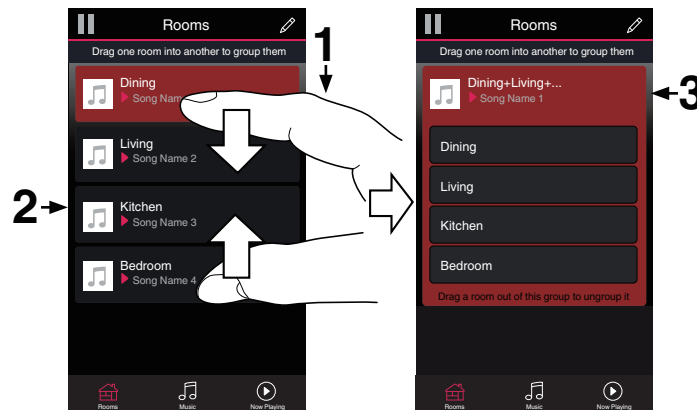 Rooms
Drag one room into another to group them
Dining
Song Nam
Living
Song Name 2
Kitchen
Song Name 3
Bedroom
Song Name 4
Rooms
Music
Now Playing
1
2
Rooms
Drag one room into another to group them
Dining+Living+...
Song Name 1
Dining
Living
Kitchen
Bedroom
Drag a room out of this group to ungroup it
Rooms
Music
Now Playing
3